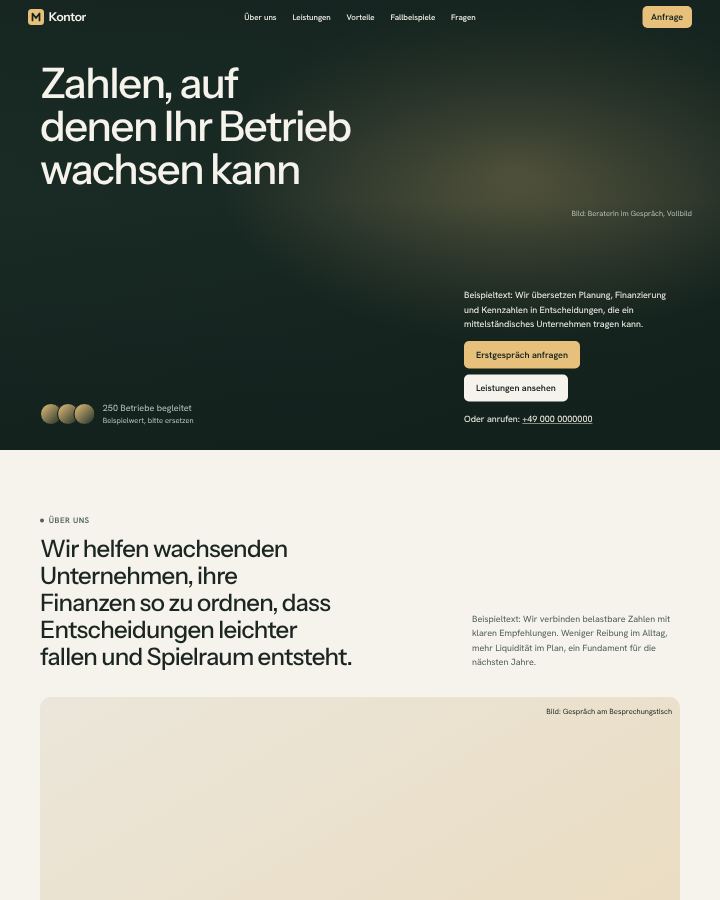 M Kontor
Über uns Leistungen Vorteile Fallbeispiele Fragen
Anfrage
Zahlen, auf
denen Ihr Betrieb
wachsen kann
Bild: Beraterin im Gespräch, Vollbild
Beispieltext: Wir übersetzen Planung, Finanzierung
und Kennzahlen in Entscheidungen, die ein
mittelständisches Unternehmen tragen kann.
Erstgespräch anfragen
Leistungen ansehen
Oder anrufen: +49 000 0000000
250 Betriebe begleitet
Beispielwert, bitte ersetzen
ÜBER UNS
Wir helfen wachsenden
Unternehmen, ihre
Finanzen so zu ordnen, dass
Entscheidungen leichter
fallen und Spielraum entsteht.
Beispieltext: Wir verbinden belastbare Zahlen mit
klaren Empfehlungen. Weniger Reibung im Alltag,
mehr Liquidität im Plan, ein Fundament für die
nächsten Jahre.
Bild: Gespräch am Besprechungstisch